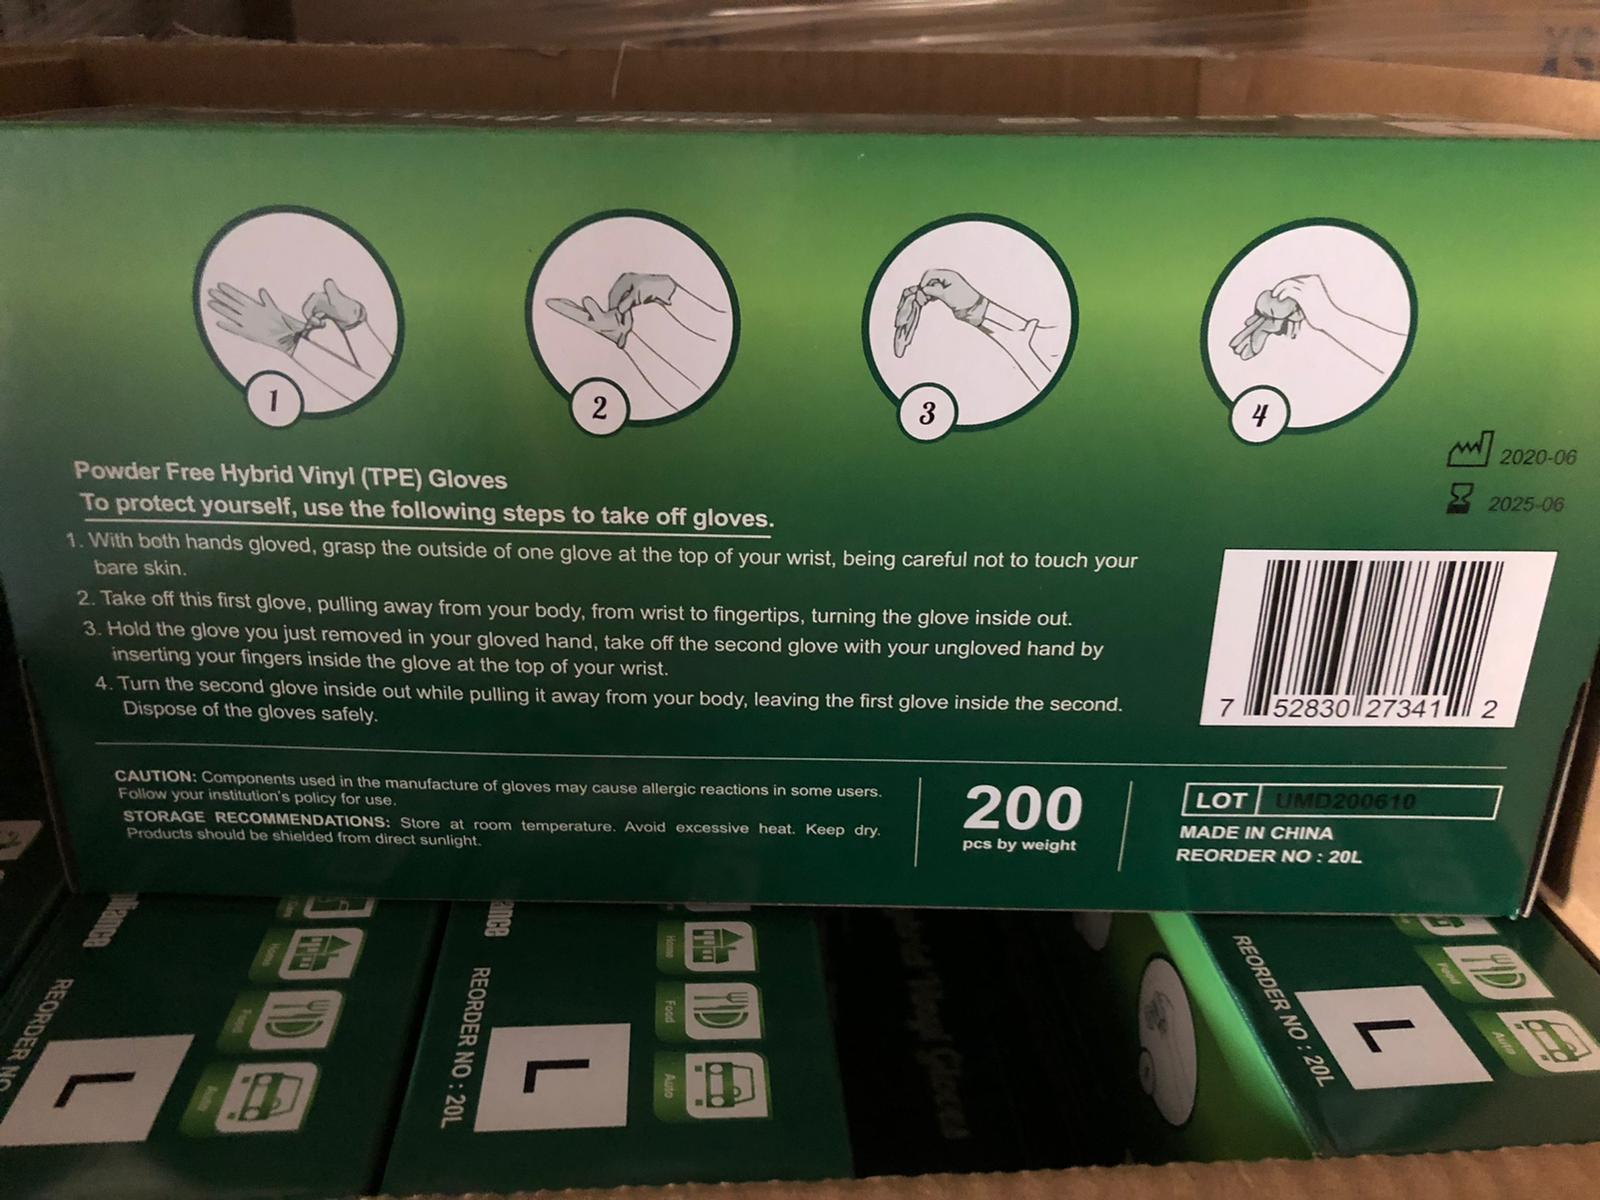 1
2
3
4
2020-06
2025-06
Powder Free Hybrid Vinyl (TPE) Gloves
To protect yourself, use the following steps to take off gloves.
1. With both hands gloved, grasp the outside of one glove at the top of your wrist, being careful not to touch your
bare skin.
2. Take off this first glove, pulling away from your body, from wrist to fingertips, turning the glove inside out.
3. Hold the glove you just removed in your gloved hand, take off the second glove with your ungloved hand by
inserting your fingers inside the glove at the top of your wrist.
4. Turn the second glove inside out while pulling it away from your body, leaving the first glove inside the second.
Dispose of the gloves safely.
7 52830 27341 2
CAUTION: Components used in the manufacture of gloves may cause allergic reactions in some users.
Follow your institution's policy for use.
STORAGE RECOMMENDATIONS: Store at room temperature. Avoid excessive heat. Keep dry.
Products should be shielded from direct sunlight.
200
pcs by weight
LOT UMD200610
MADE IN CHINA
REORDER NO : 20L
REORDER NO
L
Home
Food
Auto
REORDER NO : 20L
L
Home
Food
Auto
REORDER NO : 20L
L
Food
Auto